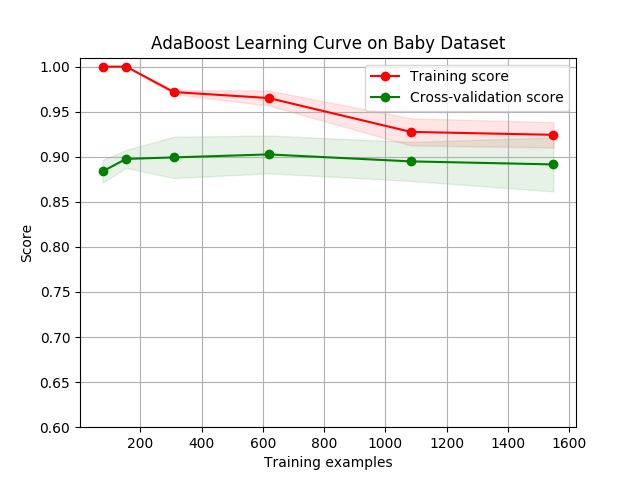 AdaBoost Learning Curve on Baby Dataset
Training score
Cross-validation score
1.00
0.95
0.90
0.85
0.80
0.75
0.70
0.65
0.60
Score
200 400 600 800 1000 1200 1400 1600
Training examples